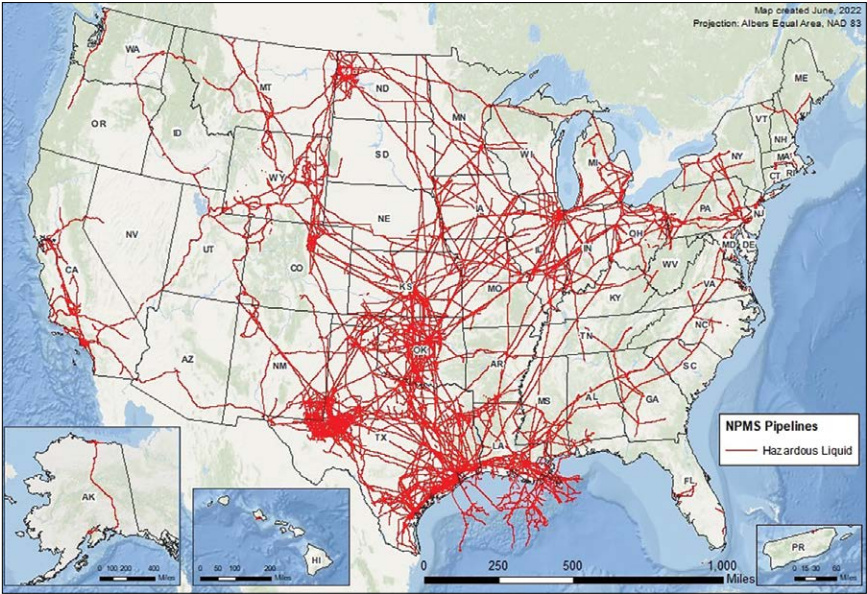 Map created June, 2022
Projection: Albers Equal Area, NAD 83
WA
MT
ND
ME
OR
ID
MN
VT
NH
SD
WI
MI
NY
MA
CT RI
WY
IA
PA
NJ
NE
OH
NV
UT
IL
IN
MD DE
CA
CO
WV
KS
MO
VA
KY
NC
TN
OK
AZ
NM
AR
SC
MS
AL
GA
TX
LA
NPMS Pipelines
Hazardous Liquid
FL
AK
0 100 200 400
Miles
HI
0 50 100 200
Miles
PR
0 15 30 60
Miles
0 250 500 1,000
Miles